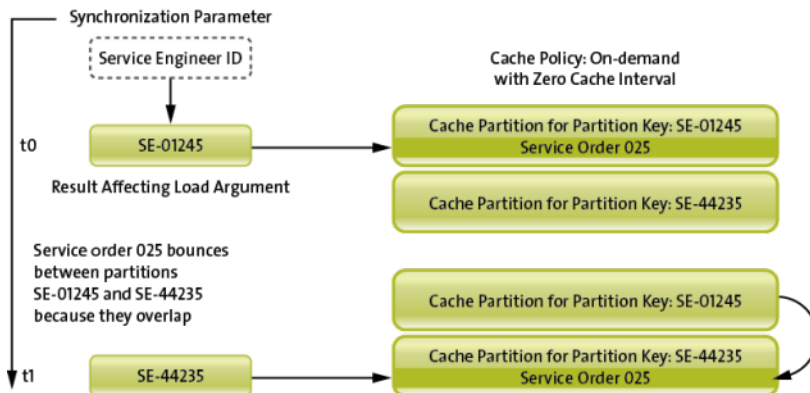 Synchronization Parameter
Service Engineer ID
Cache Policy: On-demand
with Zero Cache Interval
t0
SE-01245
Cache Partition for Partition Key: SE-01245
Service Order 025
Result Affecting Load Argument
Cache Partition for Partition Key: SE-44235
Service order 025 bounces
between partitions
SE-01245 and SE-44235
because they overlap
Cache Partition for Partition Key: SE-01245
t1
SE-44235
Cache Partition for Partition Key: SE-44235
Service Order 025